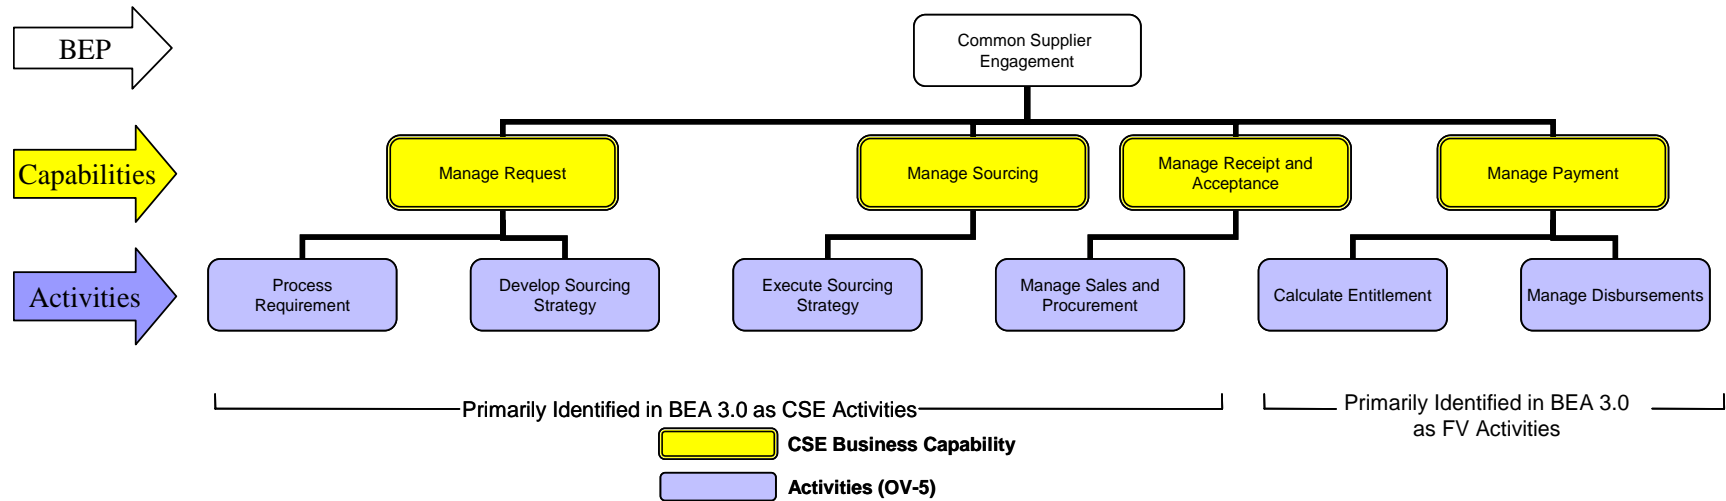 BEP
Common Supplier
Engagement
Capabilities
Manage Request
Manage Sourcing
Manage Receipt and
Acceptance
Manage Payment
Activities
Process
Requirement
Develop Sourcing
Strategy
Execute Sourcing
Strategy
Manage Sales and
Procurement
Calculate Entitlement
Manage Disbursements
Primarily Identified in BEA 3.0 as CSE Activities
Primarily Identified in BEA 3.0
as FV Activities
CSE Business Capability
Activities (OV-5)